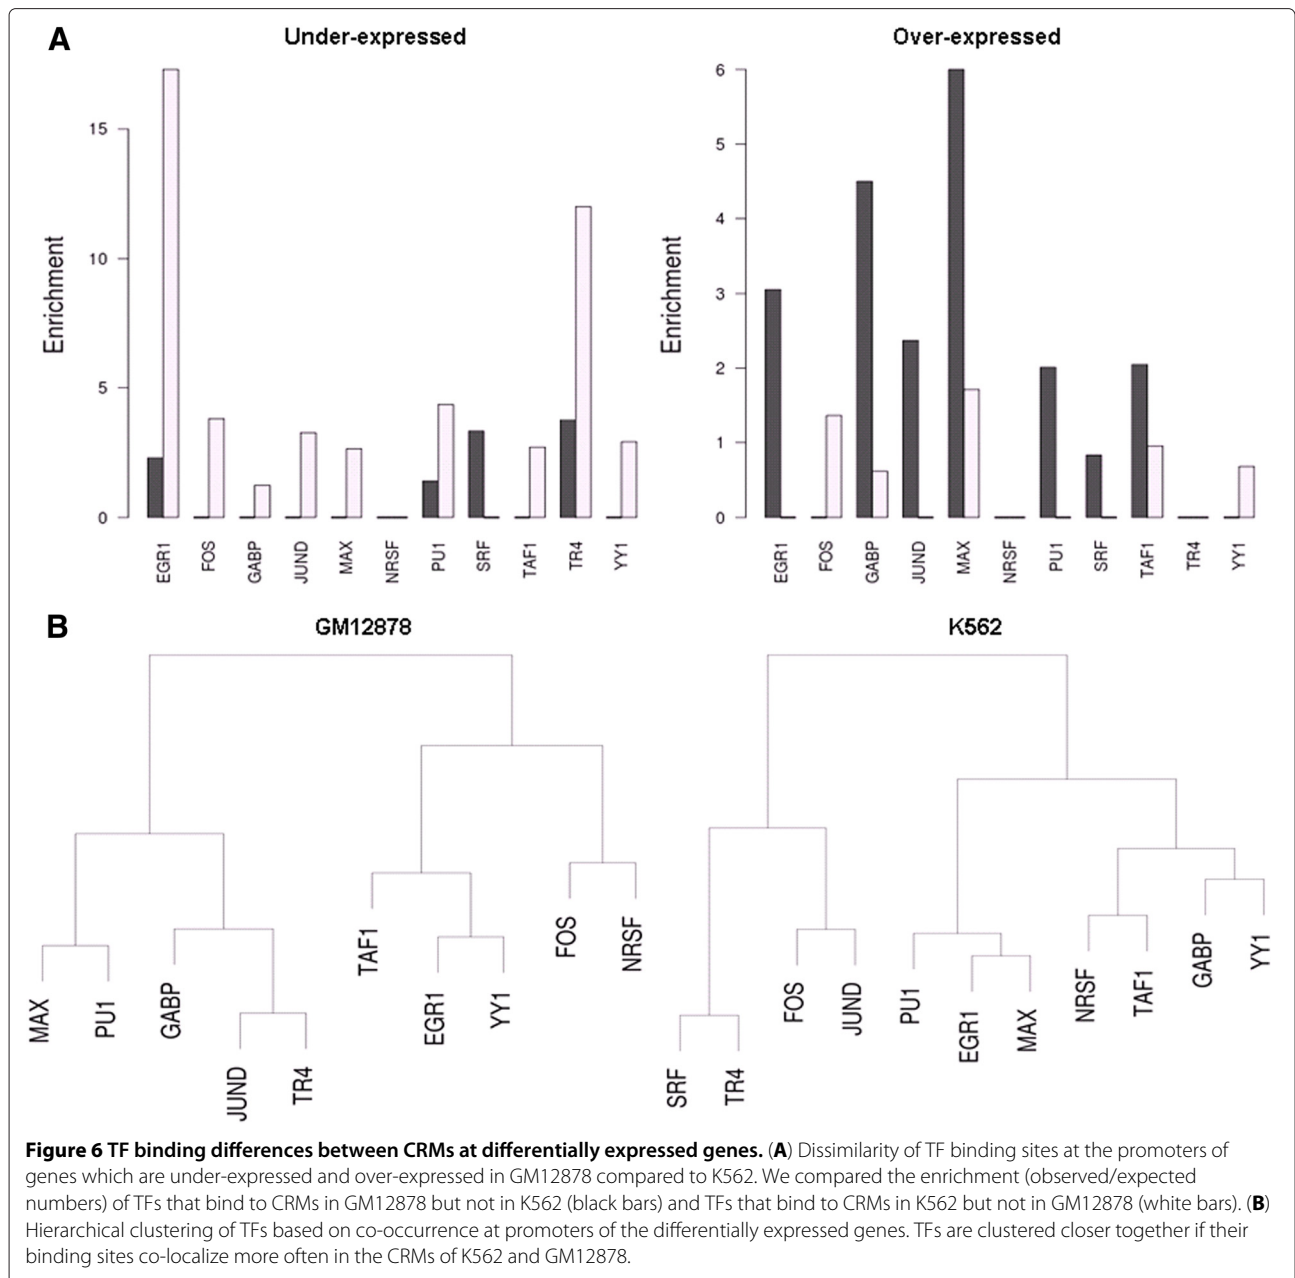 A
Under-expressed
Over-expressed
Enrichment
15
10
5
0
EGR1
FOS
GABP
JUND
MAX
NRSF
PU1
SRF
TAF1
TR4
YY1
Enrichment
6
5
4
3
2
1
0
EGR1
FOS
GABP
JUND
MAX
NRSF
PU1
SRF
TAF1
TR4
YY1
B
GM12878
K562
MAX
PU1
GABP
JUND
TR4
TAF1
EGR1
YY1
FOS
NRSF
SRF
TR4
FOS
JUND
PU1
EGR1
MAX
NRSF
TAF1
GABP
YY1
Figure 6 TF binding differences between CRMs at differentially expressed genes. (A) Dissimilarity of TF binding sites at the promoters of
genes which are under-expressed and over-expressed in GM12878 compared to K562. We compared the enrichment (observed/expected
numbers) of TFs that bind to CRMs in GM12878 but not in K562 (black bars) and TFs that bind to CRMs in K562 but not in GM12878 (white bars). (B)
Hierarchical clustering of TFs based on co-occurrence at promoters of the differentially expressed genes. TFs are clustered closer together if their
binding sites co-localize more often in the CRMs of K562 and GM12878.